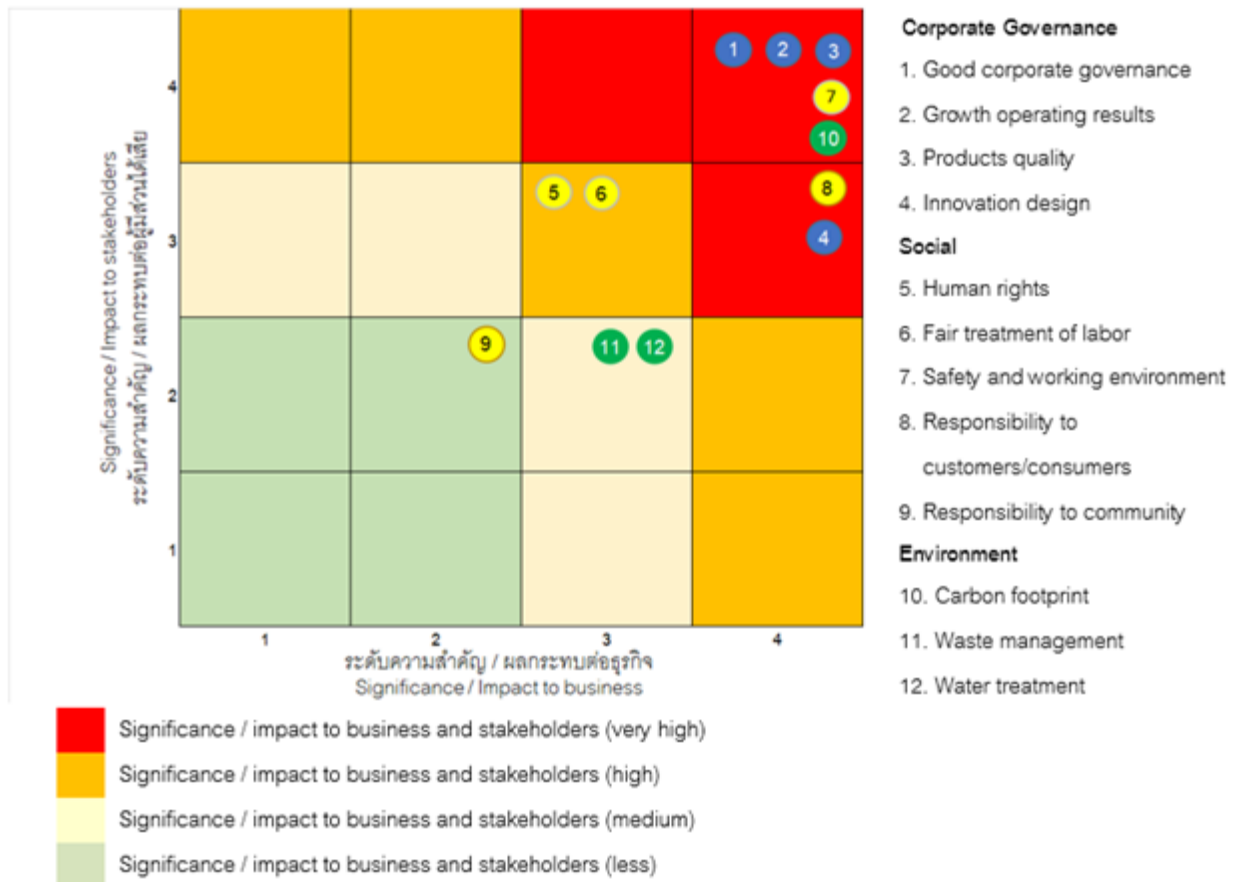 Significance / Impact to stakeholders
ระดับความสำคัญ / ผลกระทบต่อผู้มีส่วนได้เสีย
4
3
2
1
1
2
3
7
10
5
6
8
4
9
11
12
1
2
3
4
ระดับความสำคัญ / ผลกระทบต่อธุรกิจ
Significance / Impact to business
Corporate Governance
1. Good corporate governance
2. Growth operating results
3. Products quality
4. Innovation design
Social
5. Human rights
6. Fair treatment of labor
7. Safety and working environment
8. Responsibility to
customers/consumers
9. Responsibility to community
Environment
10. Carbon footprint
11. Waste management
12. Water treatment
Significance / impact to business and stakeholders (very high)
Significance / impact to business and stakeholders (high)
Significance / impact to business and stakeholders (medium)
Significance / impact to business and stakeholders (less)